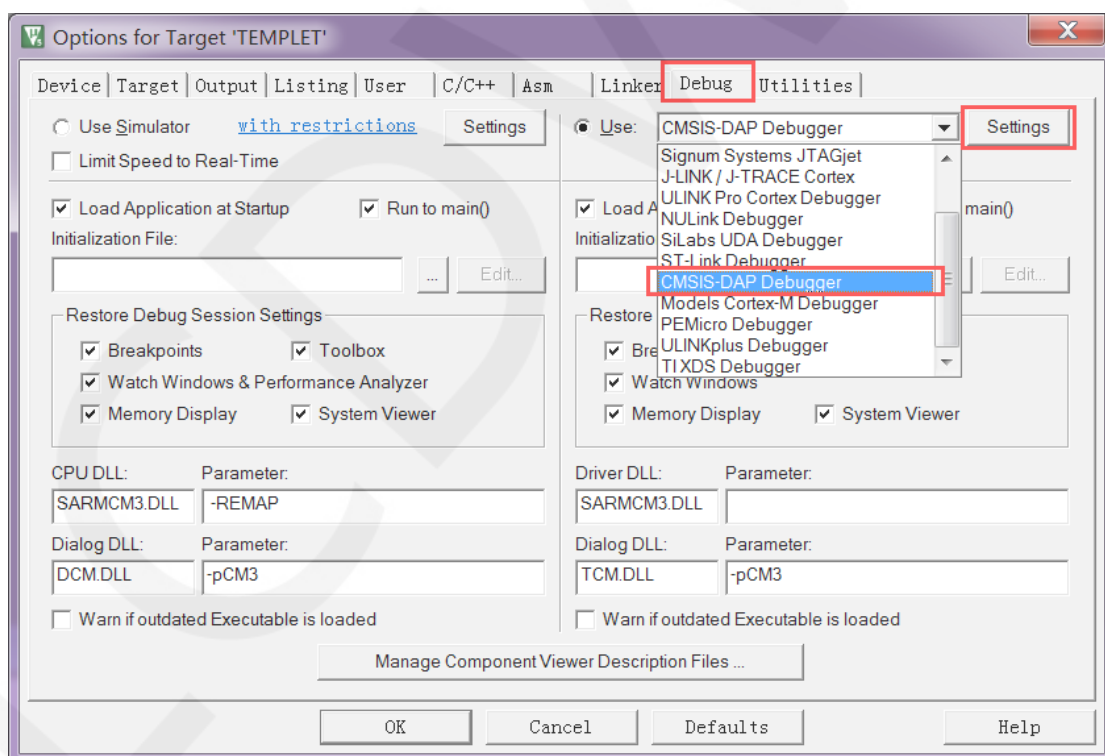 Options for Target 'TEMPLET'
Device Target Output Listing User C/C++ Asm Linker Debug Utilities
Use Simulator with restrictions Settings
Use: CMSIS-DAP Debugger Settings
Limit Speed to Real-Time
Signum Systems JTAGjet
J-LINK / J-TRACE Cortex
ULINK Pro Cortex Debugger
NULink Debugger
SiLabs UDA Debugger
ST-Link Debugger
CMSIS-DAP Debugger
Models Cortex-M Debugger
PEMicro Debugger
ULINKplus Debugger
TI XDS Debugger
Load Application at Startup Run to main()
Load A main()
Initialization File:
... Edit...
Edit...
Restore Debug Session Settings
Restore
Breakpoints Toolbox
Watch Windows & Performance Analyzer
Watch Windows
Memory Display System Viewer
Memory Display System Viewer
CPU DLL: Parameter:
SARMCM3.DLL -REMAP
Driver DLL: Parameter:
SARMCM3.DLL
Dialog DLL: Parameter:
DCM.DLL -pCM3
Dialog DLL: Parameter:
TCM.DLL -pCM3
Warn if outdated Executable is loaded
Warn if outdated Executable is loaded
Manage Component Viewer Description Files ...
OK Cancel Defaults Help